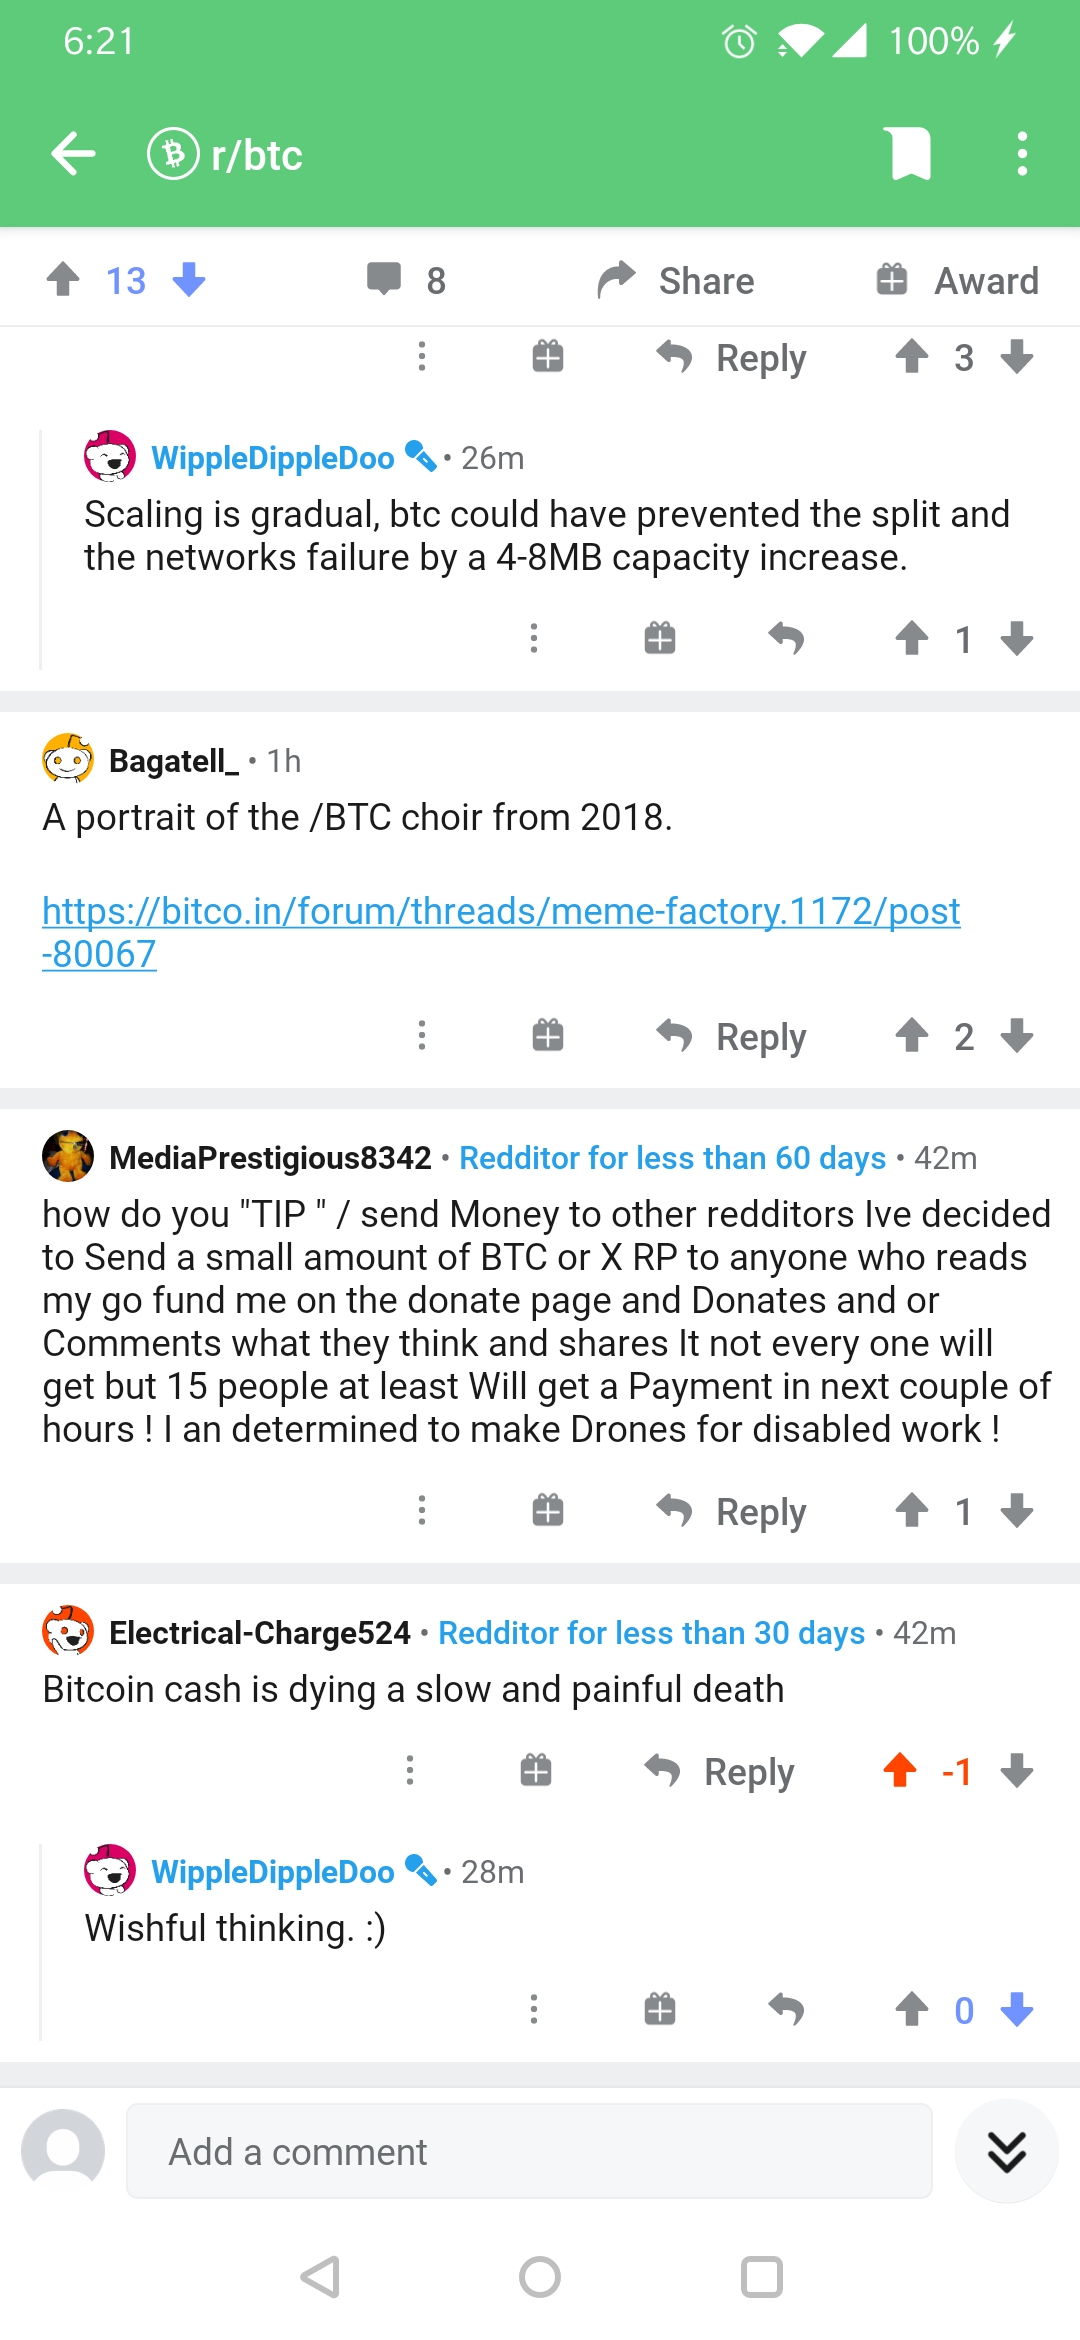 6:21
100%
r/btc
13
8
Share
Award
Reply
3
WippleDippleDoo • 26m
Scaling is gradual, btc could have prevented the split and
the networks failure by a 4-8MB capacity increase.
1
Bagatell_ • 1h
A portrait of the /BTC choir from 2018.
https://bitco.in/forum/threads/meme-factory.1172/post
-80067
Reply
2
MediaPrestigious8342 • Redditor for less than 60 days • 42m
how do you "TIP " / send Money to other redditors Ive decided
to Send a small amount of BTC or X RP to anyone who reads
my go fund me on the donate page and Donates and or
Comments what they think and shares It not every one will
get but 15 people at least Will get a Payment in next couple of
hours ! I an determined to make Drones for disabled work !
Reply
1
Electrical-Charge524 • Redditor for less than 30 days • 42m
Bitcoin cash is dying a slow and painful death
Reply
-1
WippleDippleDoo • 28m
Wishful thinking. :)
0
Add a comment